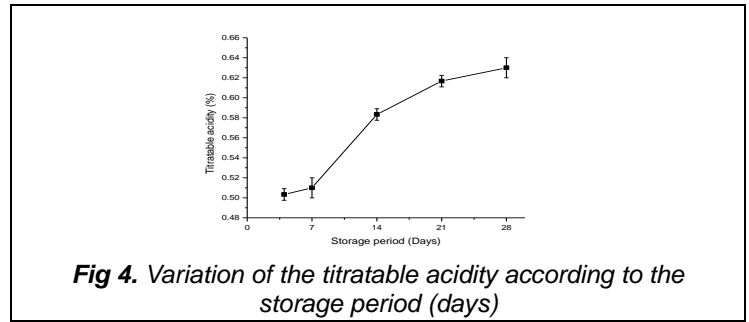 0.66
0.64
0.62
0.60
0.58
0.56
0.54
0.52
0.50
0.48
Titratable acidity (%)
0 7 14 21 28
Storage period (Days)
Fig 4. Variation of the titratable acidity according to the
storage period (days)